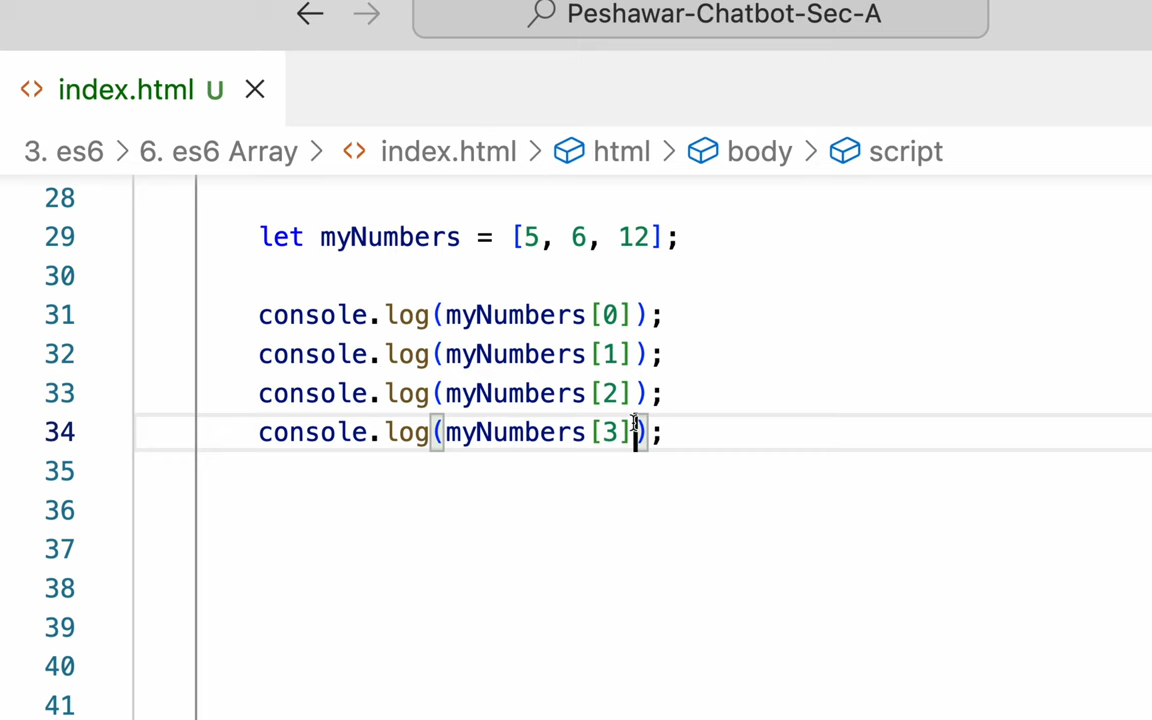 Peshawar-Chatbot-Sec-A
index.html U
3. es6 > 6. es6 Array > index.html > html > body > script
28
29 let myNumbers = [5, 6, 12];
30
31 console.log(myNumbers[0]);
32 console.log(myNumbers[1]);
33 console.log(myNumbers[2]);
34 console.log(myNumbers[3]);
35
36
37
38
39
40
41